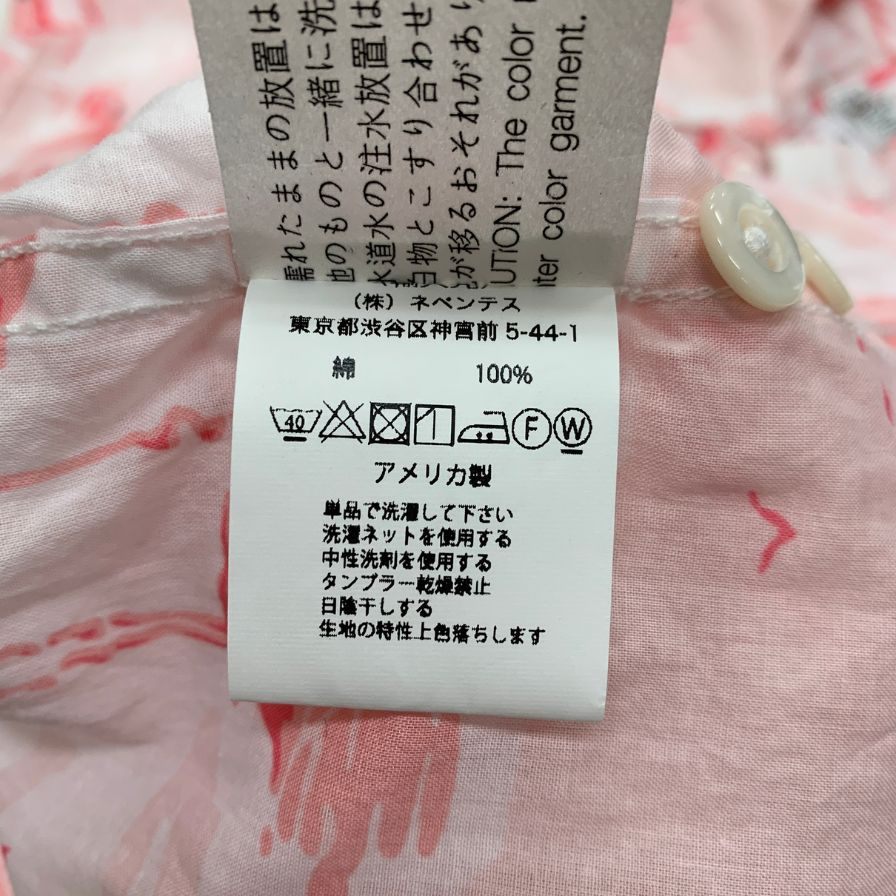 濡れたままの放置は
他のものと一緒に洗
水道水の注水放置は
白物とこすり合わせ
色が移るおそれがあり
UTION: The color
ter color garment.
(株) ネペンテス
東京都渋谷区神宮前 5-44-1
綿 100%
40 F W
アメリカ製
単品で洗濯して下さい
洗濯ネットを使用する
中性洗剤を使用する
タンブラー乾燥禁止
日陰干しする
生地の特性上色落ちします